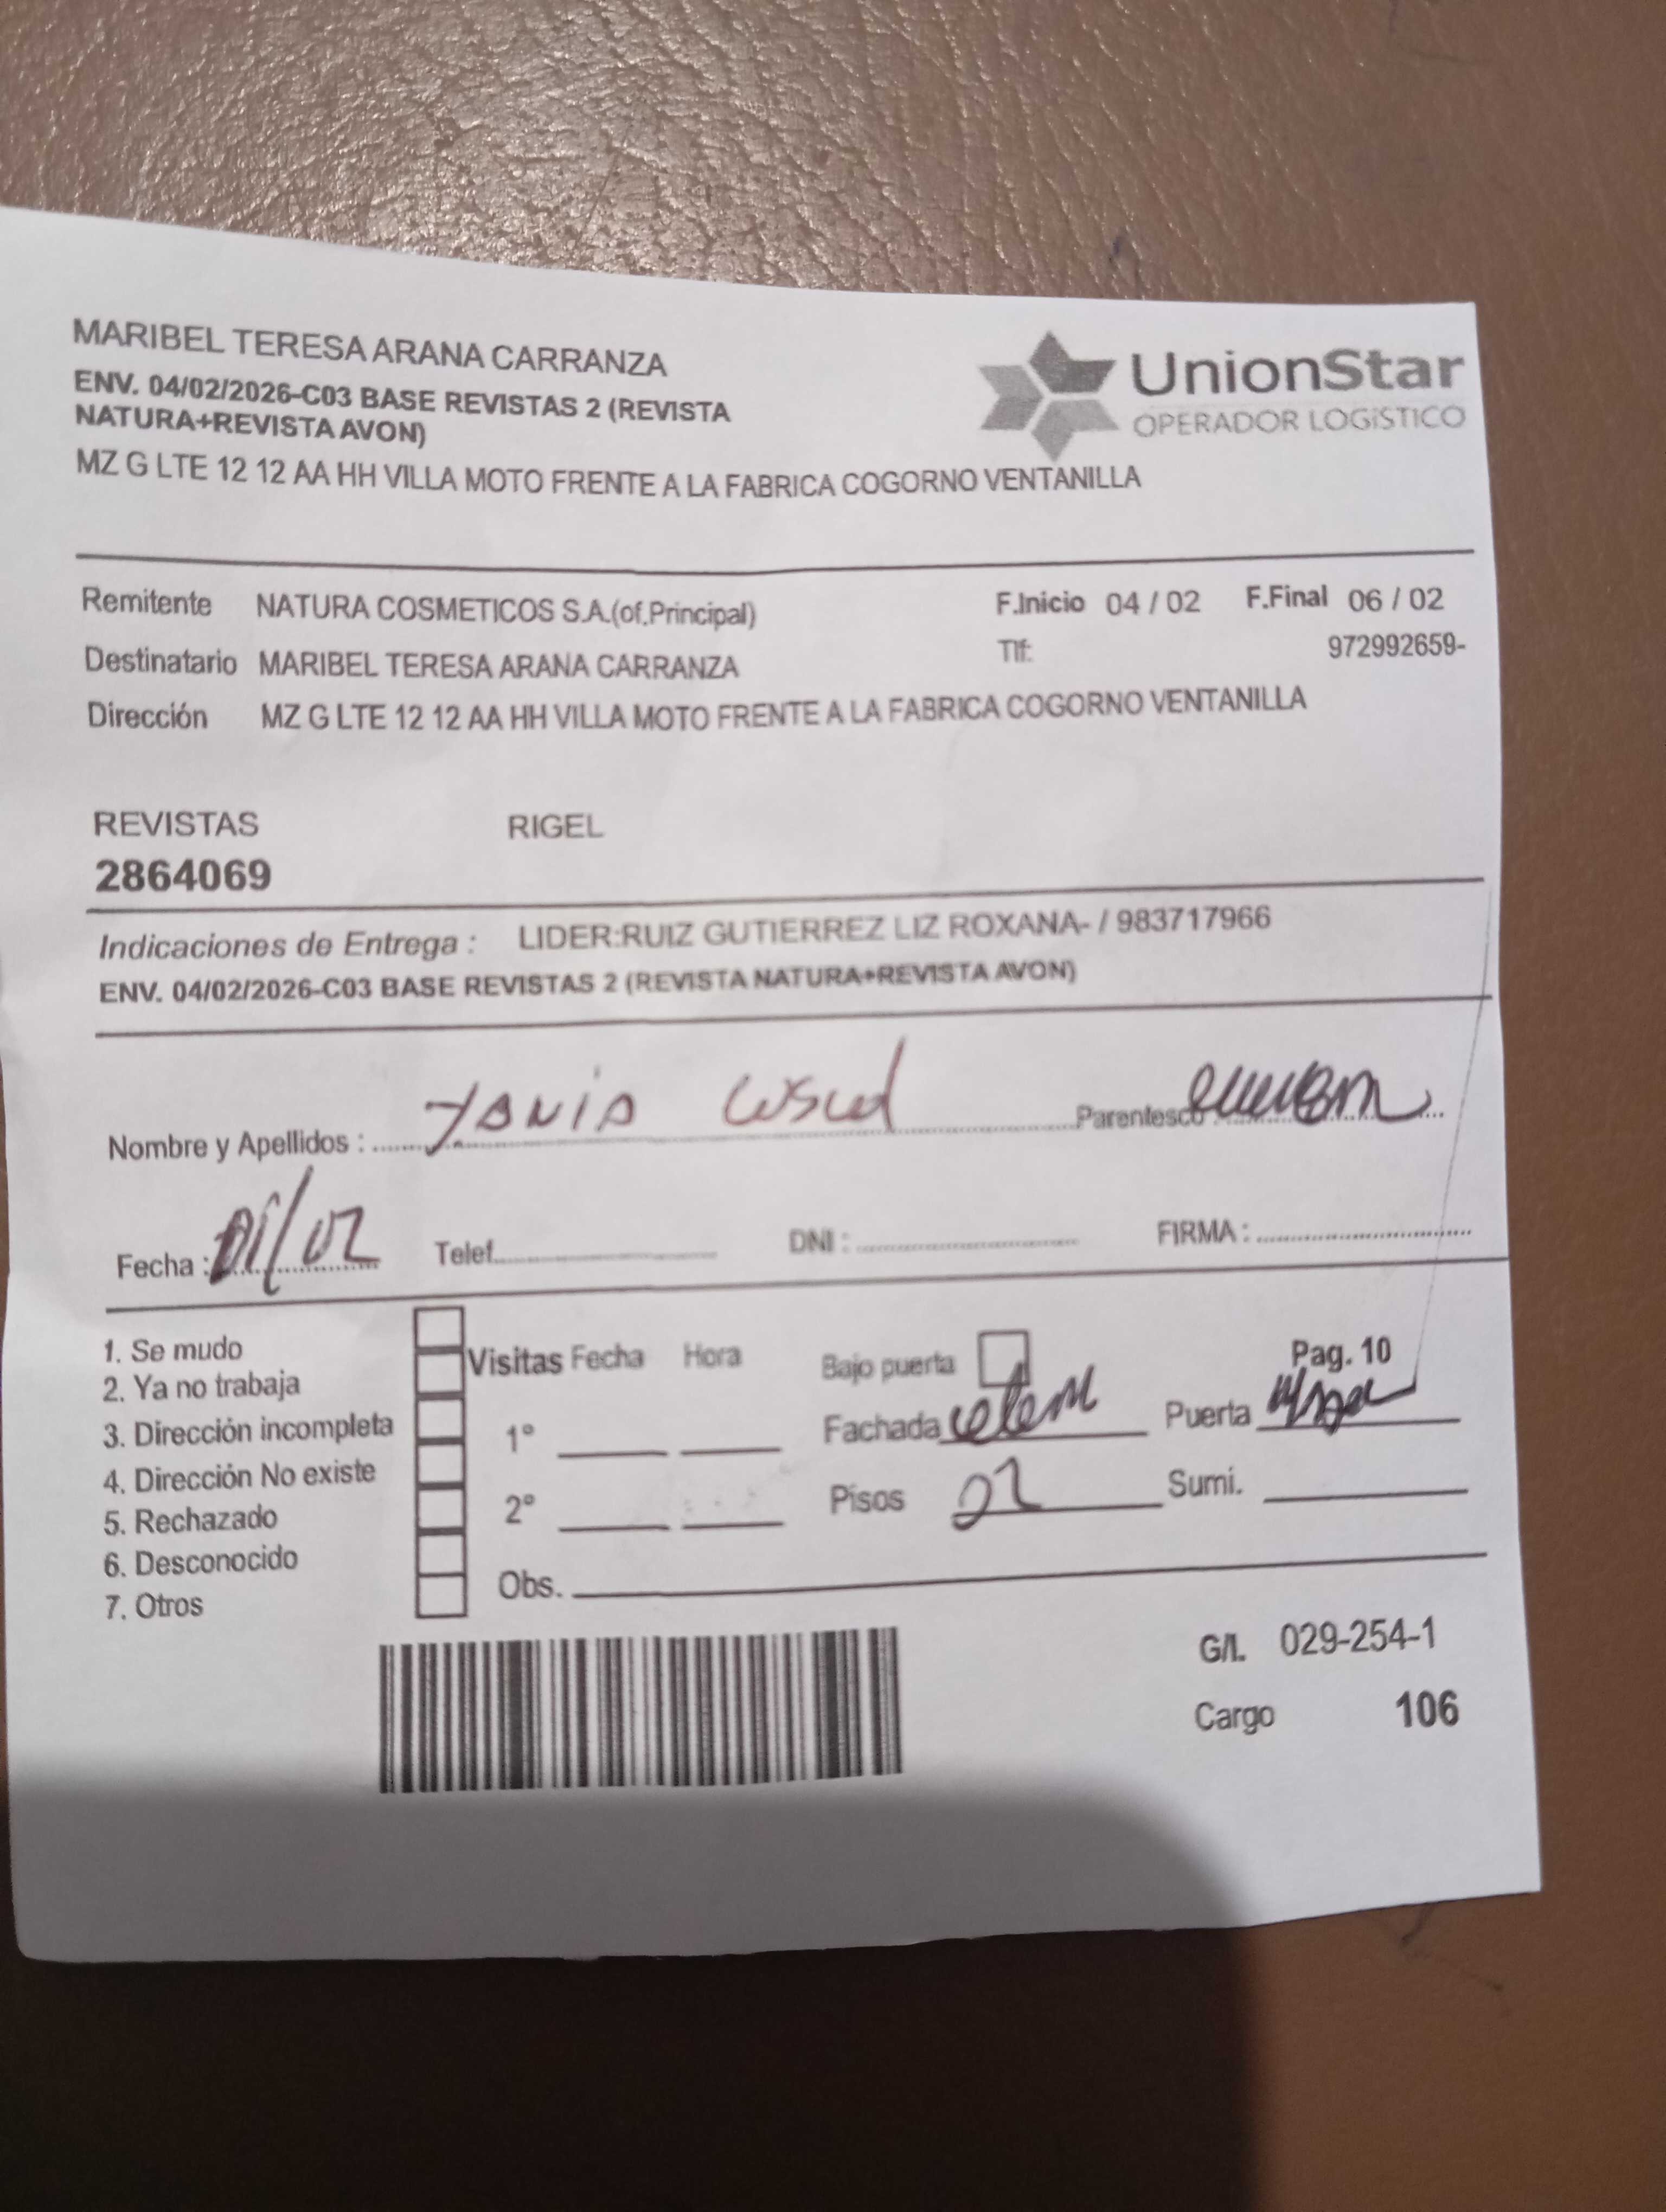 MARIBEL TERESA ARANA CARRANZA
ENV. 04/02/2026-C03 BASE REVISTAS 2 (REVISTA
NATURA+REVISTA AVON)
MZ G LTE 12 12 AA HH VILLA MOTO FRENTE A LA FABRICA COGORNO VENTANILLA
UnionStar
OPERADOR LOGíSTICO
Remitente NATURA COSMETICOS S.A.(of.Principal) F.Inicio 04 / 02 F.Final 06 / 02
Destinatario MARIBEL TERESA ARANA CARRANZA Tlf: 972992659-
Dirección MZ G LTE 12 12 AA HH VILLA MOTO FRENTE A LA FABRICA COGORNO VENTANILLA
REVISTAS RIGEL
2864069
Indicaciones de Entrega : LIDER:RUIZ GUTIERREZ LIZ ROXANA- / 983717966
ENV. 04/02/2026-C03 BASE REVISTAS 2 (REVISTA NATURA+REVISTA AVON)
Nombre y Apellidos : Parentesco :
Fecha : Telef. DNI : FIRMA :
1. Se mudo
2. Ya no trabaja
3. Dirección incompleta
4. Dirección No existe
5. Rechazado
6. Desconocido
7. Otros
Visitas Fecha Hora
1°
2°
Obs.
Bajo puerta Pag. 10
Fachada Puerta
Pisos Sumi.
G/I. 029-254-1
Cargo 106